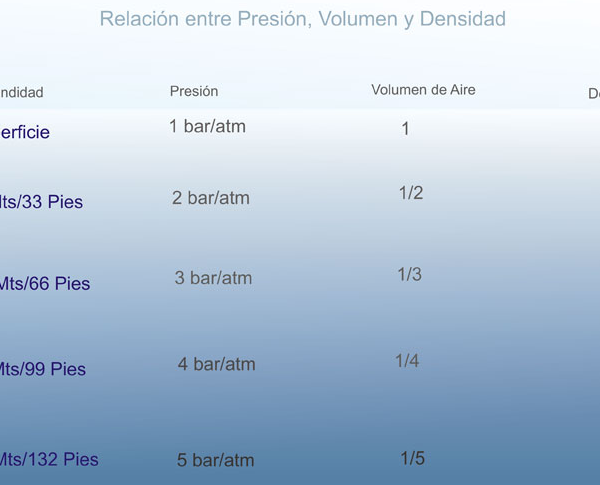 Relación entre Presión, Volumen y Densidad
ndidad Presión Volumen de Aire D
erficie 1 bar/atm 1
Mts/33 Pies 2 bar/atm 1/2
Mts/66 Pies 3 bar/atm 1/3
Mts/99 Pies 4 bar/atm 1/4
Mts/132 Pies 5 bar/atm 1/5